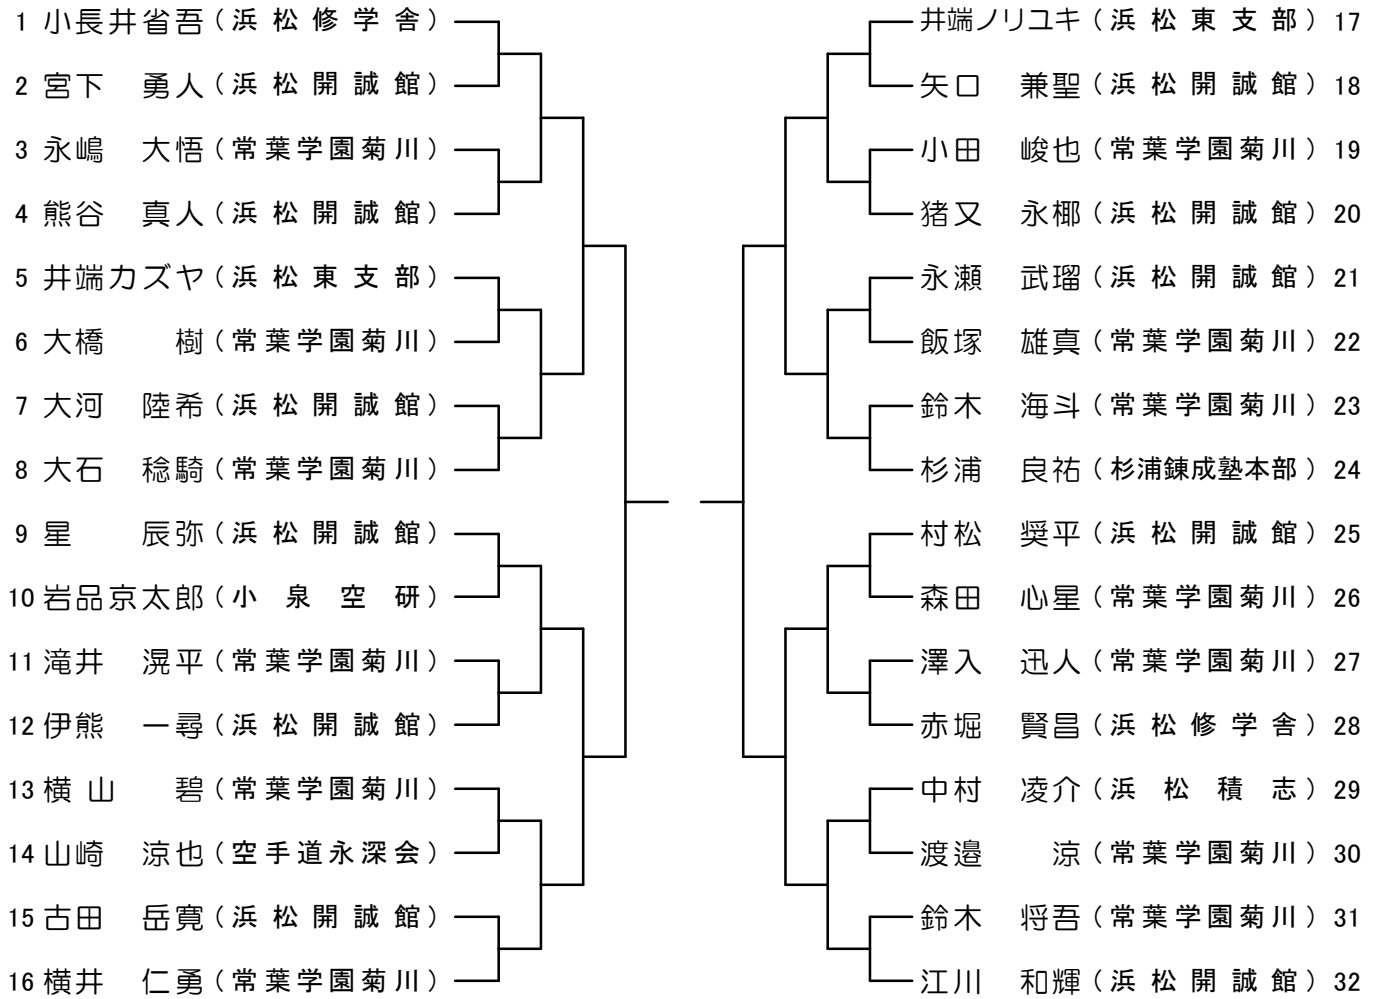 1 小長井省吾（浜松修学舎）
2 宮下 勇人（浜松開誠館）
3 永嶋 大悟（常葉学園菊川）
4 熊谷 真人（浜松開誠館）
5 井端カズヤ（浜松東支部）
6 大橋 樹（常葉学園菊川）
7 大河 陸希（浜松開誠館）
8 大石 稔騎（常葉学園菊川）
9 星 辰弥（浜松開誠館）
10 岩品京太郎（小泉空研）
11 滝井 滉平（常葉学園菊川）
12 伊熊 一尋（浜松開誠館）
13 横山 碧（常葉学園菊川）
14 山崎 涼也（空手道永深会）
15 古田 岳寛（浜松開誠館）
16 横井 仁勇（常葉学園菊川）
井端ノリユキ（浜松東支部）17
矢口 兼聖（浜松開誠館）18
小田 峻也（常葉学園菊川）19
猪又 永椰（浜松開誠館）20
永瀬 武瑠（浜松開誠館）21
飯塚 雄真（常葉学園菊川）22
鈴木 海斗（常葉学園菊川）23
杉浦 良祐（杉浦錬成塾本部）24
村松 奨平（浜松開誠館）25
森田 心星（常葉学園菊川）26
澤入 迅人（常葉学園菊川）27
赤堀 賢昌（浜松修学舎）28
中村 凌介（浜松積志）29
渡邉 涼（常葉学園菊川）30
鈴木 将吾（常葉学園菊川）31
江川 和輝（浜松開誠館）32